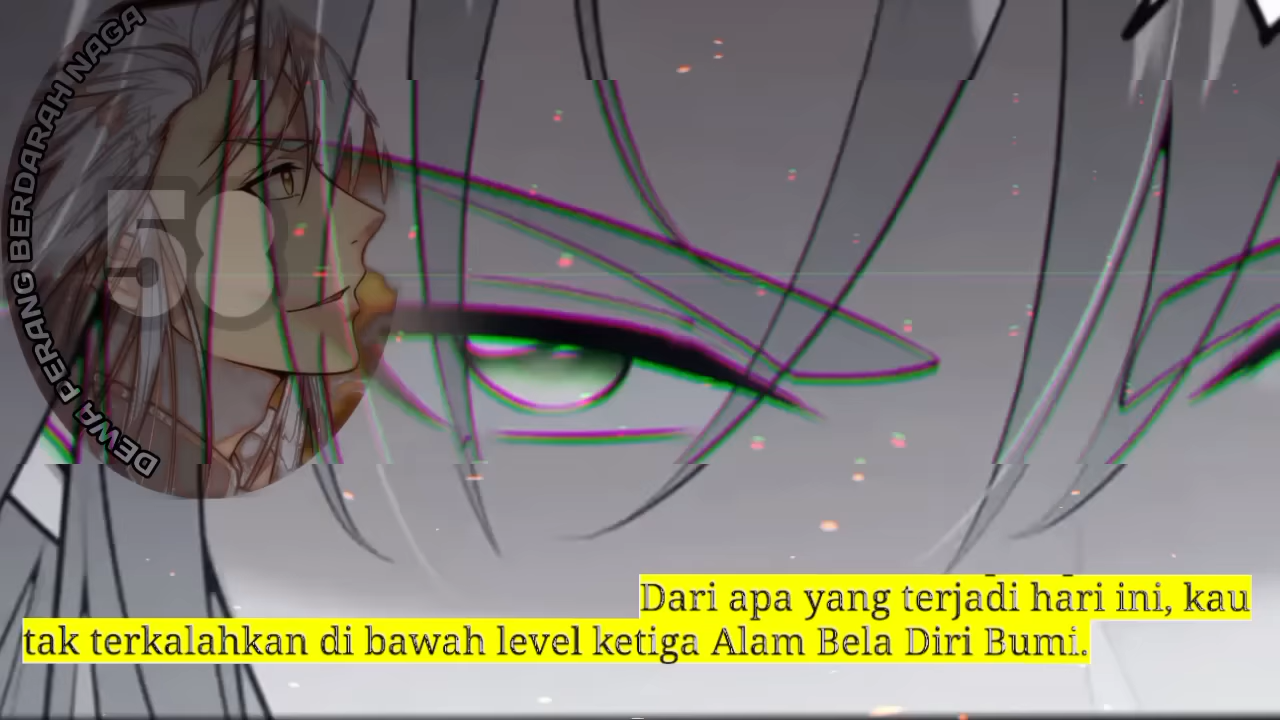 DEWA PERANG BERDARAH NAGA
58
Dari apa yang terjadi hari ini, kau
tak terkalahkan di bawah level ketiga Alam Bela Diri Bumi.